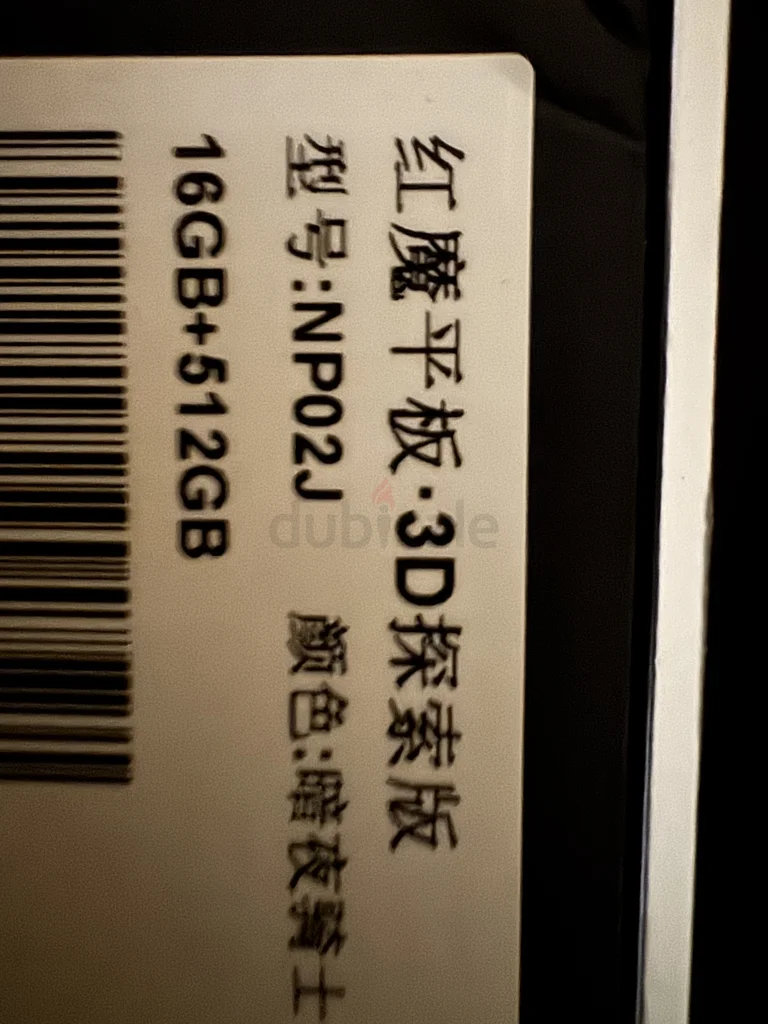 红魔平板·3D探索版
型号:NP02J 颜色:暗夜骑士
16GB+512GB
dubizzle